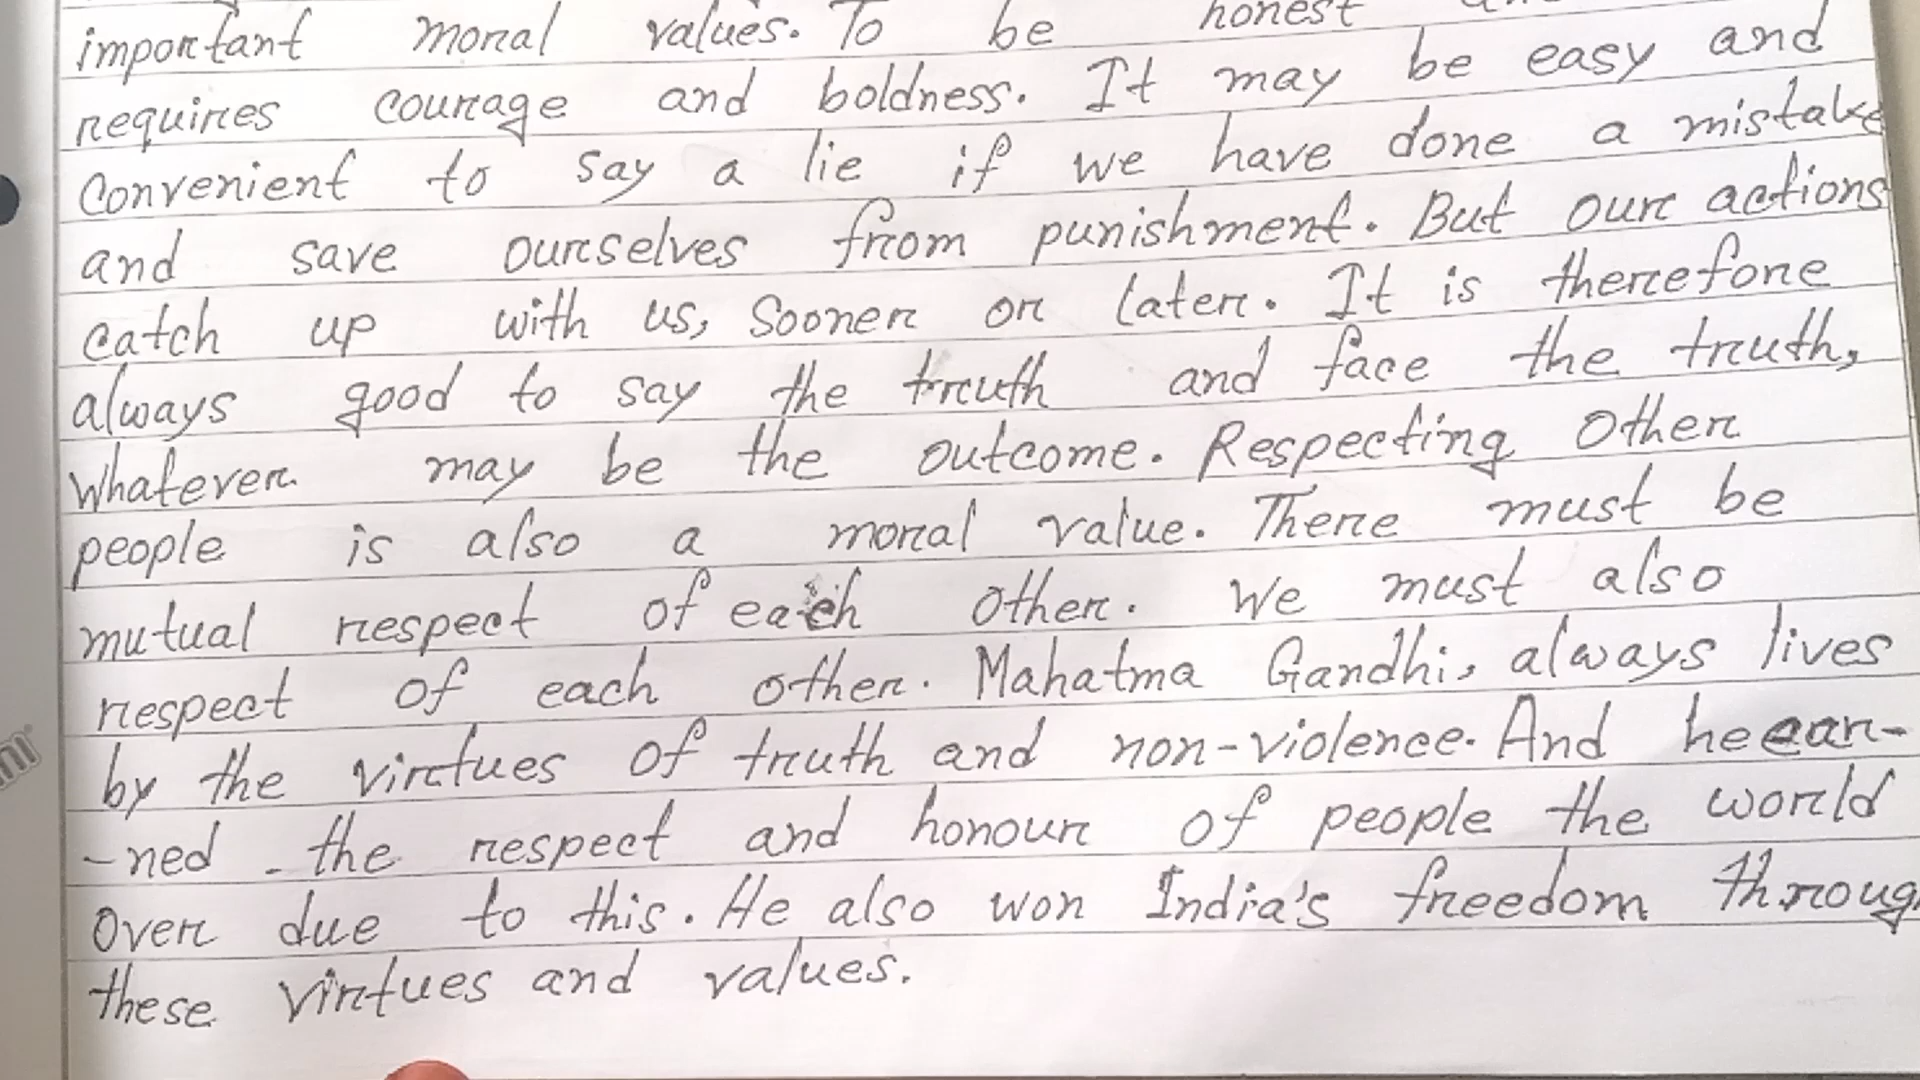 important moral values. To be honest
requires courage and boldness. It may be easy and
Convenient to say a lie if we have done a mistake
and save ourselves from punishment. But our actions
catch up with us, Sooner or later. It is therefore
always good to say the truth and face the truth,
Whatever may be the outcome. Respecting Other
people is also a moral value. There must be
mutual respect of each Other. We must also
respect of each other. Mahatma Gandhi, always lives
by the virtues of truth and non-violence. And he ear-
-ned the respect and honour of people the world
Over due to this. He also won India's freedom throug
these virtues and values.